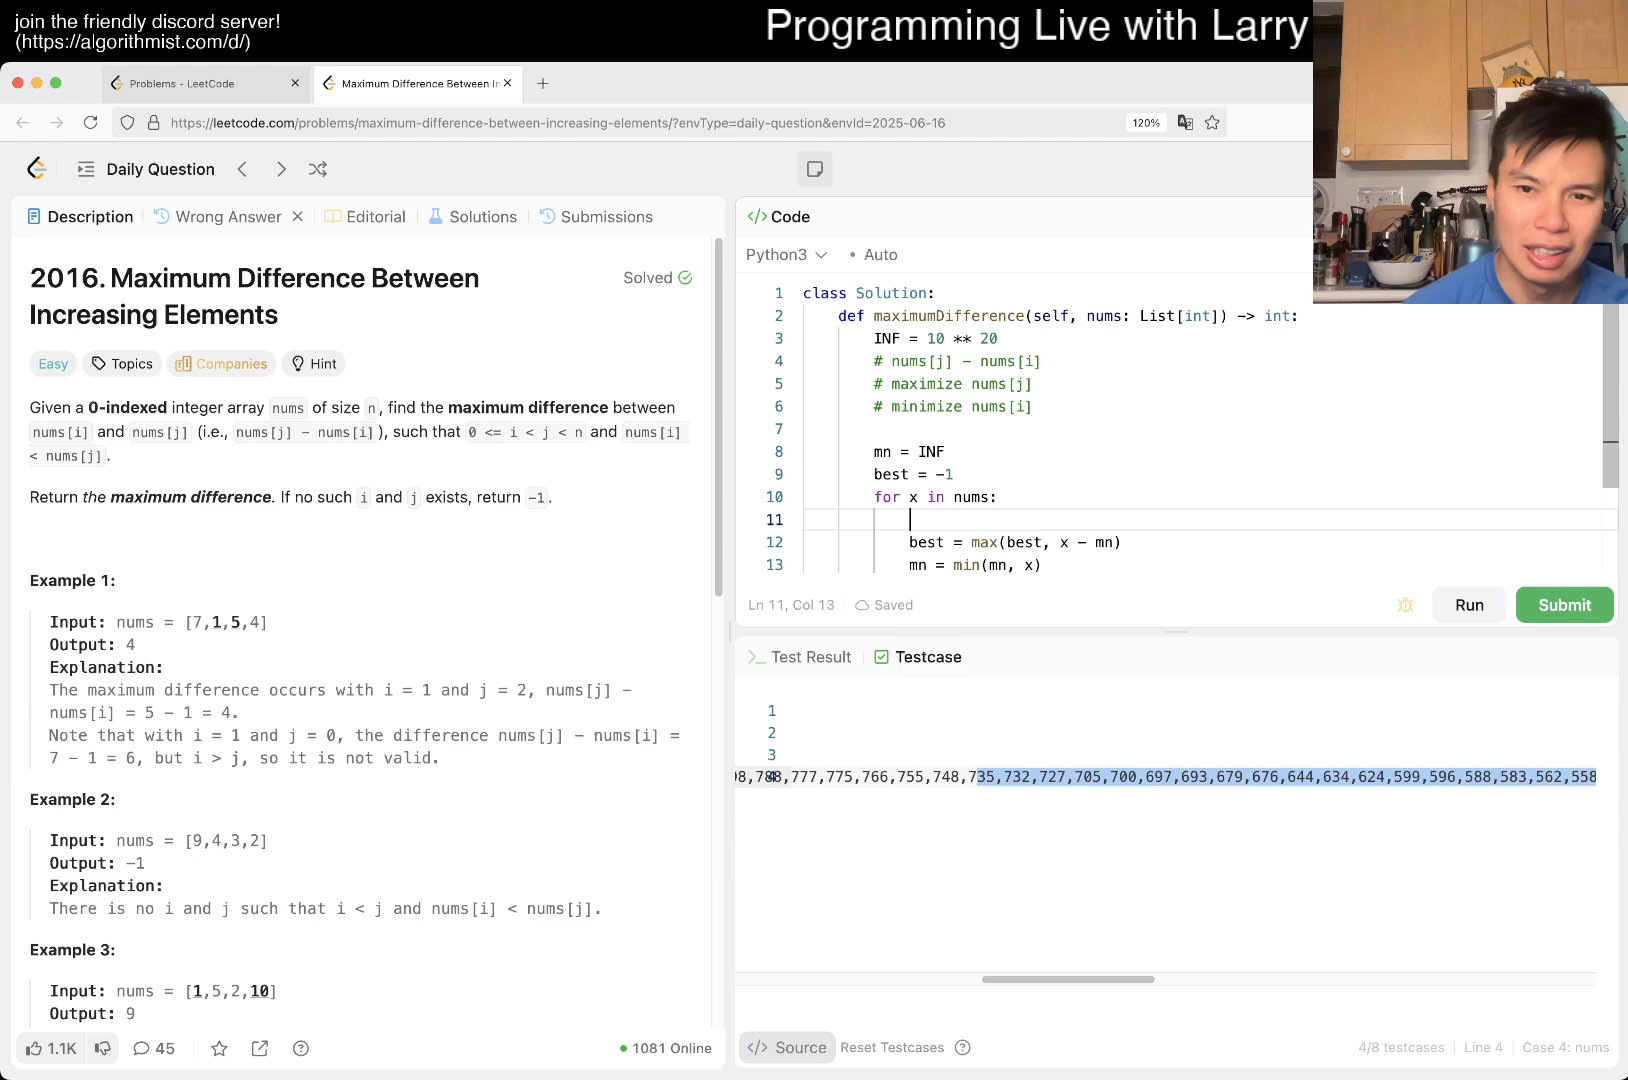 join the friendly discord server!
(https://algorithmist.com/d/)
Programming Live with Larry
Problems - LeetCode
Maximum Difference Between In
https://leetcode.com/problems/maximum-difference-between-increasing-elements/?envType=daily-question&envId=2025-06-16
120%
Daily Question
Description
Wrong Answer
Editorial
Solutions
Submissions
2016. Maximum Difference Between
Increasing Elements
Solved
Easy
Topics
Companies
Hint
Given a 0-indexed integer array nums of size n, find the maximum difference between
nums[i] and nums[j] (i.e., nums[j] - nums[i]), such that 0 <= i < j < n and nums[i]
< nums[j].
Return the maximum difference. If no such i and j exists, return -1.
Example 1:
Input: nums = [7,1,5,4]
Output: 4
Explanation:
The maximum difference occurs with i = 1 and j = 2, nums[j] -
nums[i] = 5 - 1 = 4.
Note that with i = 1 and j = 0, the difference nums[j] - nums[i] =
7 - 1 = 6, but i > j, so it is not valid.
Example 2:
Input: nums = [9,4,3,2]
Output: -1
Explanation:
There is no i and j such that i < j and nums[i] < nums[j].
Example 3:
Input: nums = [1,5,2,10]
Output: 9
1.1K
45
1081 Online
</> Code
Python3
• Auto
1 class Solution:
2 def maximumDifference(self, nums: List[int]) -> int:
3 INF = 10 ** 20
4 # nums[j] - nums[i]
5 # maximize nums[j]
6 # minimize nums[i]
7
8 mn = INF
9 best = -1
10 for x in nums:
11
12 best = max(best, x - mn)
13 mn = min(mn, x)
Ln 11, Col 13
Saved
Run
Submit
Test Result
Testcase
1
2
3
788,777,775,766,755,748,735,732,727,705,700,697,693,679,676,644,634,624,599,596,588,583,562,558
</> Source
Reset Testcases
4/8 testcases
Line 4
Case 4: nums